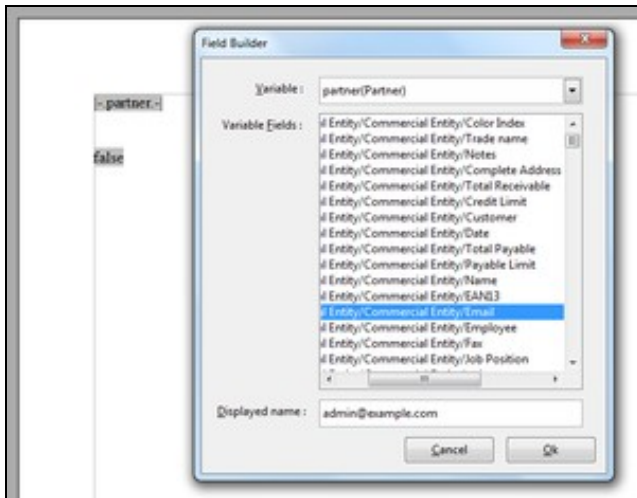 Field Builder
Variable :
partner(Partner)
|-.partner.-|
Variable Fields :
l Entity/Commercial Entity/Color Index
l Entity/Commercial Entity/Trade name
false
l Entity/Commercial Entity/Notes
l Entity/Commercial Entity/Complete Address
l Entity/Commercial Entity/Total Receivable
l Entity/Commercial Entity/Credit Limit
l Entity/Commercial Entity/Customer
l Entity/Commercial Entity/Date
l Entity/Commercial Entity/Total Payable
l Entity/Commercial Entity/Payable Limit
l Entity/Commercial Entity/Name
l Entity/Commercial Entity/EAN13
l Entity/Commercial Entity/Email
l Entity/Commercial Entity/Employee
l Entity/Commercial Entity/Fax
l Entity/Commercial Entity/Job Position
Displayed name :
admin@example.com
Cancel
Ok